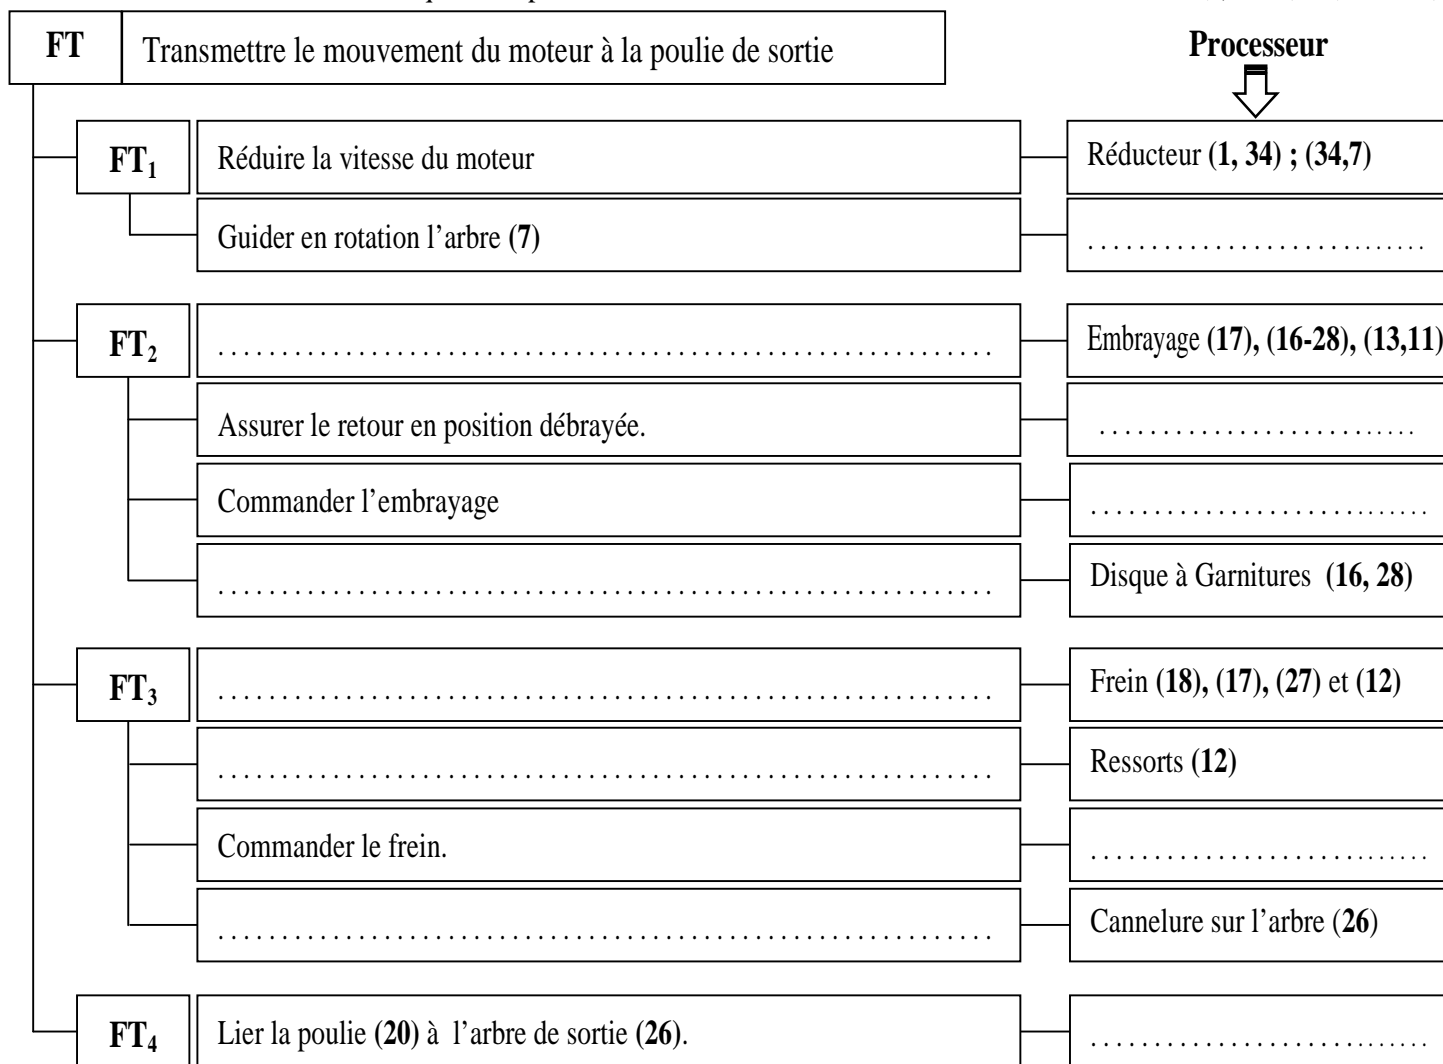 FT Transmettre le mouvement du moteur à la poulie de sortie
Processeur
FT1 Réduire la vitesse du moteur Réducteur (1, 34) ; (34,7)
Guider en rotation l'arbre (7) ..............................
FT2 .............................................................. Embrayage (17), (16-28), (13,11)
Assurer le retour en position débrayée. ..............................
Commander l'embrayage ..............................
.............................................................. Disque à Garnitures (16, 28)
FT3 .............................................................. Frein (18), (17), (27) et (12)
.............................................................. Ressorts (12)
Commander le frein. ..............................
.............................................................. Cannelure sur l'arbre (26)
FT4 Lier la poulie (20) à l'arbre de sortie (26). ..............................